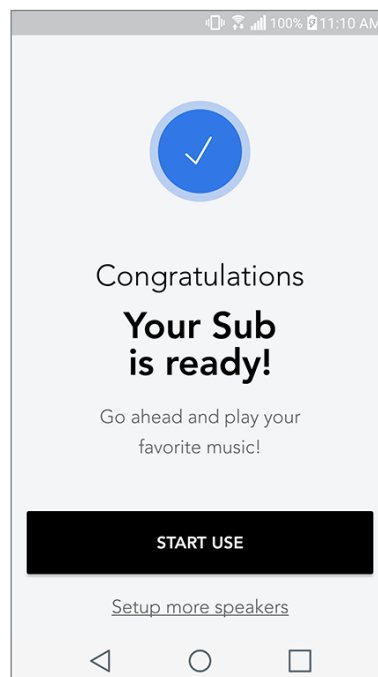 100% 11:10 AM
Congratulations
Your Sub
is ready!
Go ahead and play your
favorite music!
START USE
Setup more speakers